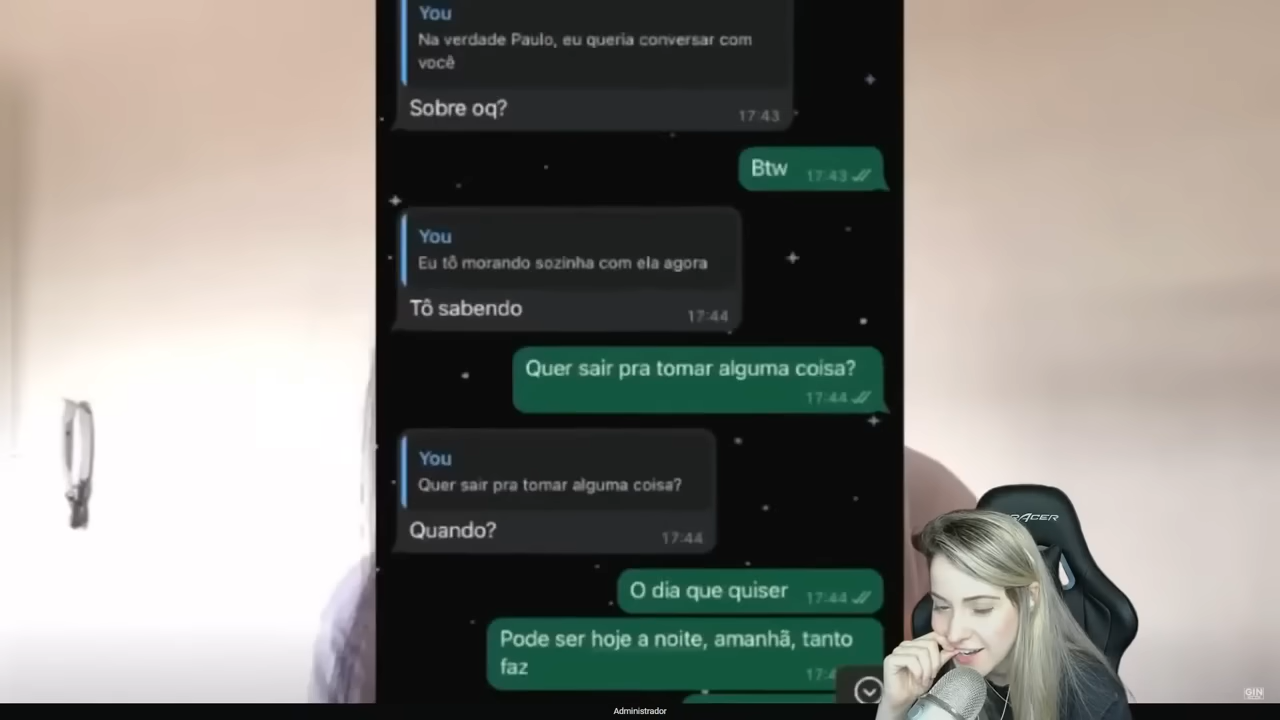 You
Na verdade Paulo, eu queria conversar com
você
Sobre oq?
17:43
Btw
17:43
You
Eu tô morando sozinha com ela agora
Tô sabendo
17:44
Quer sair pra tomar alguma coisa?
17:44
You
Quer sair pra tomar alguma coisa?
Quando?
17:44
O dia que quiser
17:44
Pode ser hoje a noite, amanhã, tanto
faz
GIN
Administrador